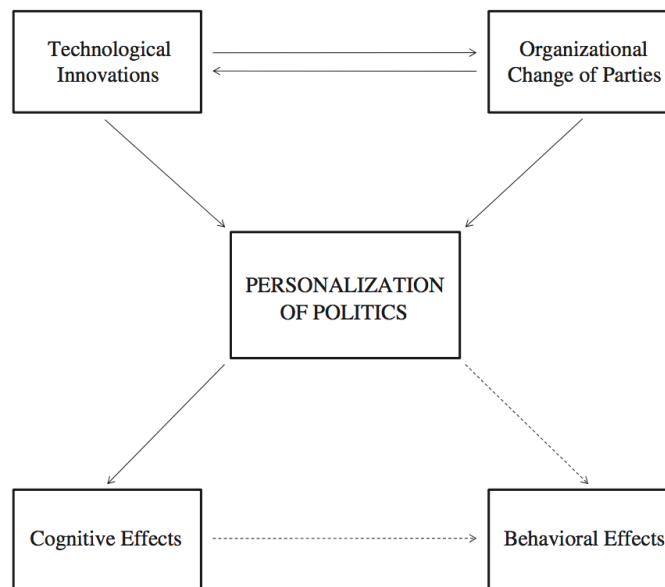 Technological
Innovations
Organizational
Change of Parties
PERSONALIZATION
OF POLITICS
Cognitive Effects
Behavioral Effects